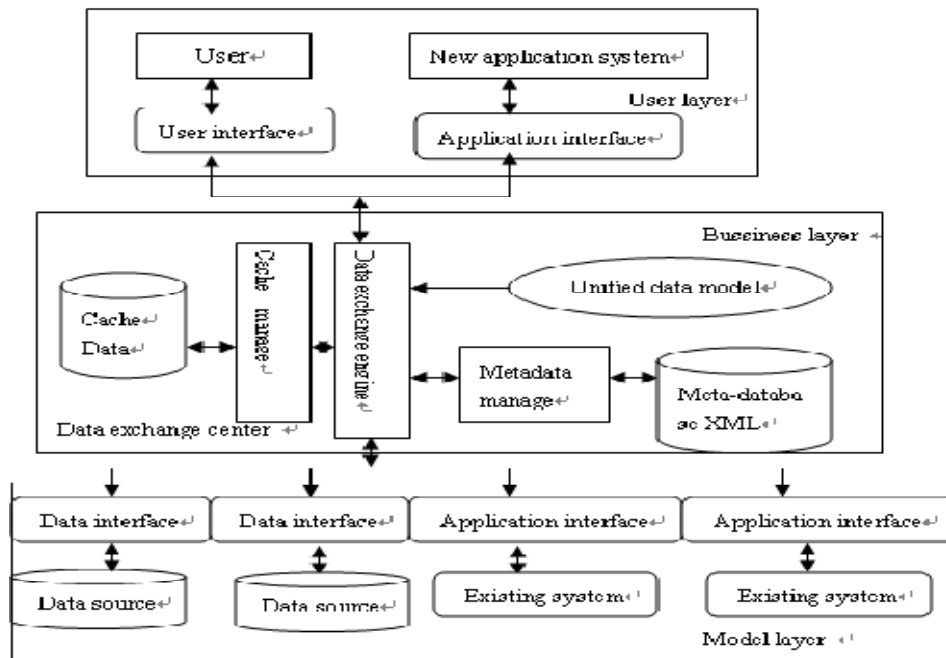 User↵
New application system↵
User layer↵
User interface↵
Application interface↵
Bussiness layer ↵
Cache manage↵
Data exchenge engine↵
Unified data model↵
Cache↵
Data↵
Metadata
manage↵
Meta-databa
se XML↵
Data exchange center ↵
Data interface↵
Data interface↵
Application interface↵
Application interface↵
Data source↵
Data source↵
Existing system↵
Existing system↵
Model layer ↵